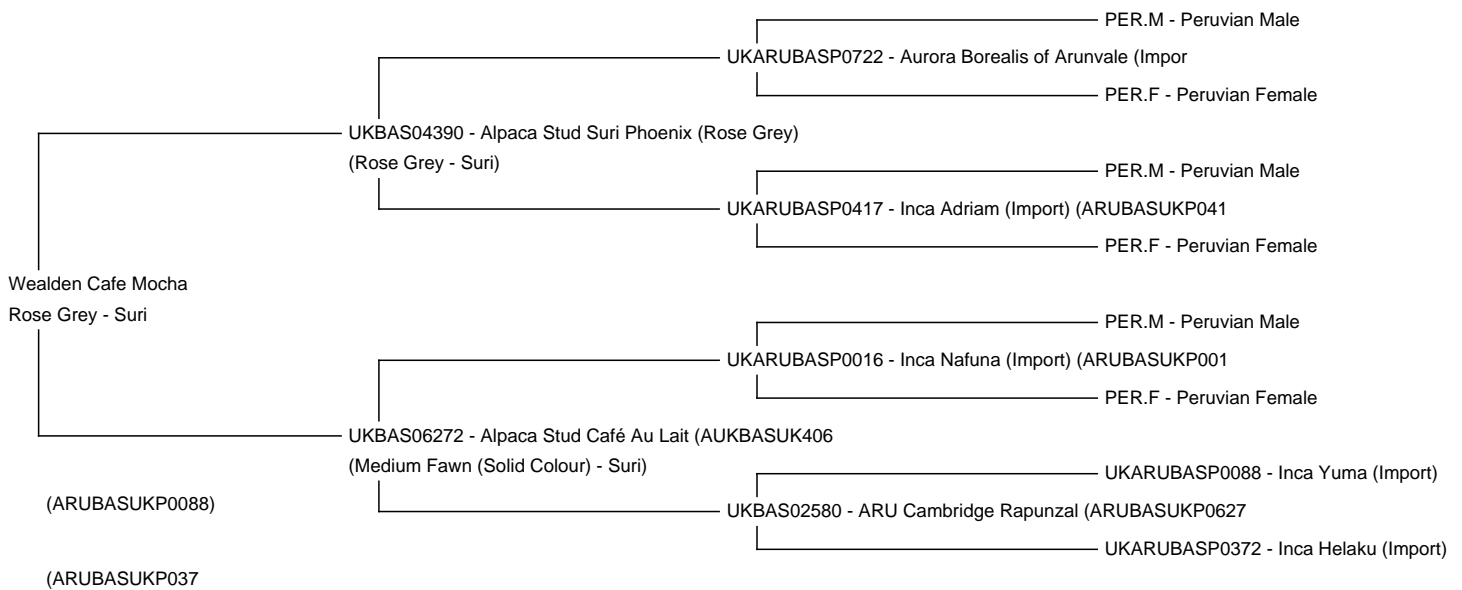 PER.M - Peruvian Male
UKARUBASP0722 - Aurora Borealis of Arunvale (Impor
PER.F - Peruvian Female
UKBAS04390 - Alpaca Stud Suri Phoenix (Rose Grey)
(Rose Grey - Suri)
PER.M - Peruvian Male
UKARUBASP0417 - Inca Adriam (Import) (ARUBASUKP041
PER.F - Peruvian Female
Wealden Cafe Mocha
Rose Grey - Suri
PER.M - Peruvian Male
UKARUBASP0016 - Inca Nafuna (Import) (ARUBASUKP001
PER.F - Peruvian Female
UKBAS06272 - Alpaca Stud Café Au Lait (AUKBASUK406
(Medium Fawn (Solid Colour) - Suri)
UKARUBASP0088 - Inca Yuma (Import)
(ARUBASUKP0088)
UKBAS02580 - ARU Cambridge Rapunzal (ARUBASUKP0627
UKARUBASP0372 - Inca Helaku (Import)
(ARUBASUKP037